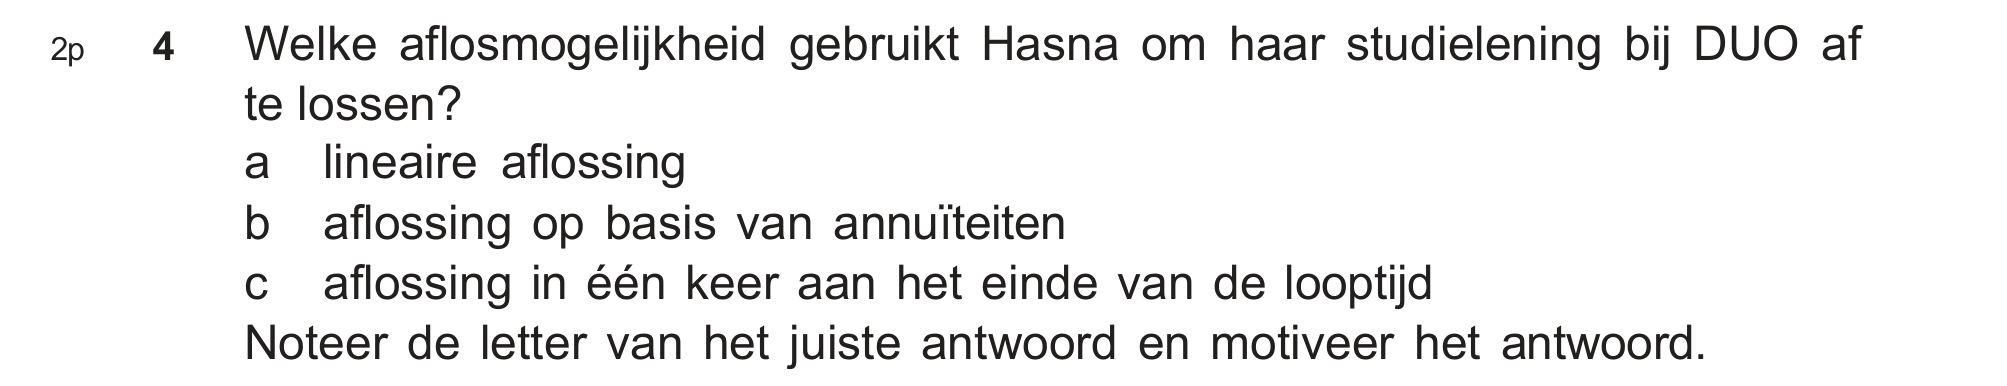 2p 4 Welke aflosmogelijkheid gebruikt Hasna om haar studielening bij DUO af
te lossen?
a lineaire aflossing
b aflossing op basis van annuïteiten
c aflossing in één keer aan het einde van de looptijd
Noteer de letter van het juiste antwoord en motiveer het antwoord.